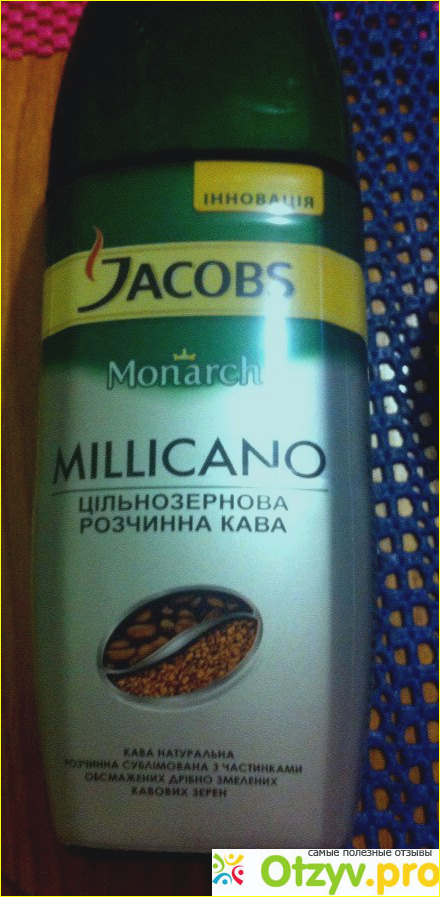 ІННОВАЦІЯ
JACOBS
Monarch
MILLICANO
ЦІЛЬНОЗЕРНОВА
РОЗЧИННА КАВА
КАВА НАТУРАЛЬНА
РОЗЧИННА СУБЛІМОВАНА З ЧАСТИНКАМИ
ОБСМАЖЕНИХ ДРІБНО ЗМЕЛЕНИХ
КАВОВИХ ЗЕРЕН
самые полезные отзывы
Otzyv.pro